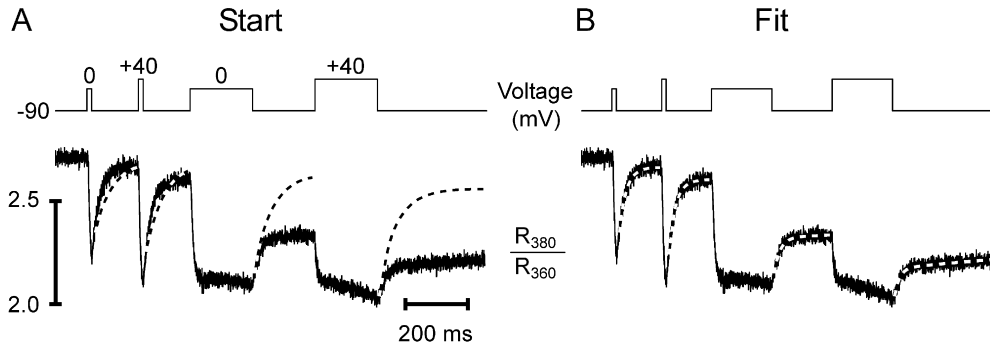 A
Start
0
+40
0
+40
-90
2.5
2.0
200 ms
B
Fit
Voltage
(mV)
R380
R360